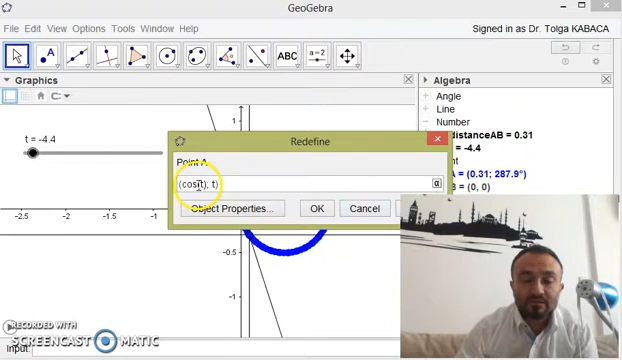 GeoGebra
File Edit View Options Tools Window Help
Signed in as Dr. Tolga KABACA
A
ABC
a = 2
Graphics
Algebra
t = -4.4
1
Redefine
Point A
(cos(t); t)
α
Object Properties...
OK
Cancel
-2.5
-2
-1.5
-0.5
-1
Angle
Line
Number
distanceAB = 0.31
= -4.4
= (0.31; 287.9°)
B = (0, 0)
RECORDED WITH
SCREENCAST MATIC
Input: